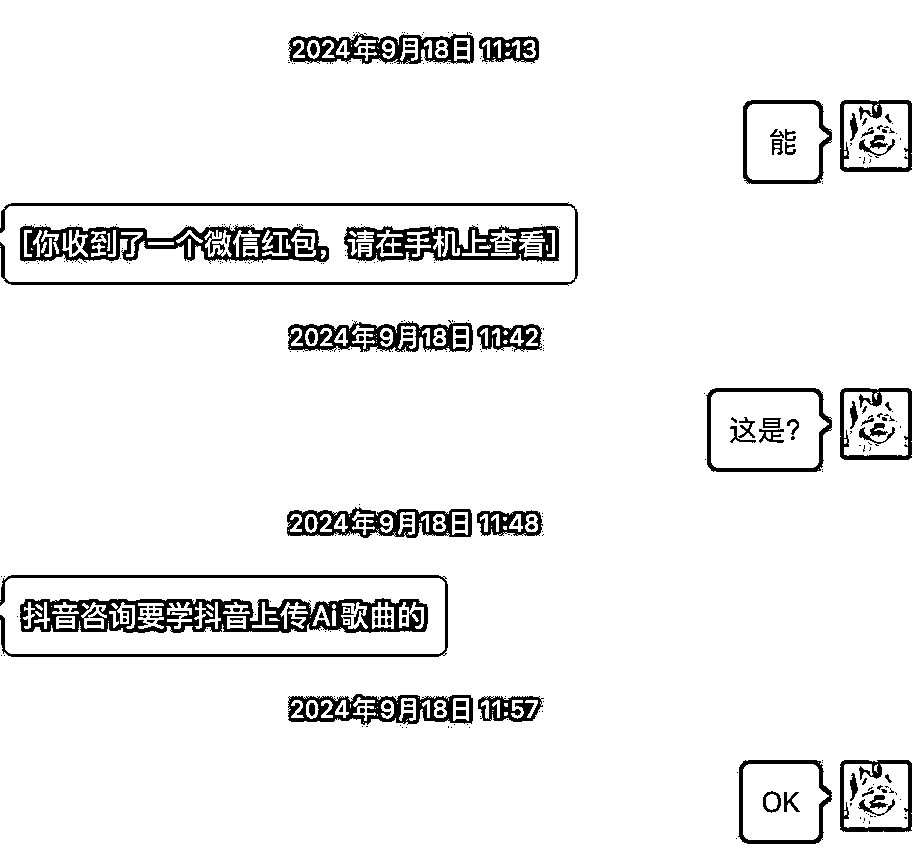 2024年9月18日 11:13
能
[你收到了一个微信红包，请在手机上查看]
2024年9月18日 11:42
这是?
2024年9月18日 11:48
抖音咨询要学抖音上传Ai歌曲的
2024年9月18日 11:57
OK